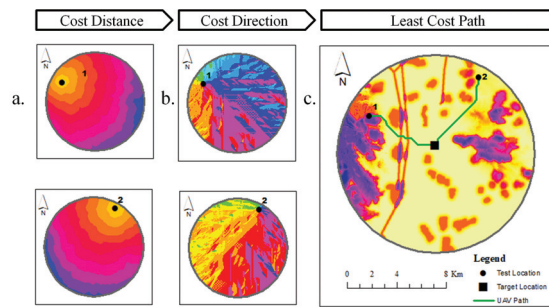 Cost Distance
Cost Direction
Least Cost Path
a.
b.
c.
N
1
N
1
N
1
2
N
2
N
2
Legend
Test Location
Target Location
UAV Path
0 2 4 8 Km